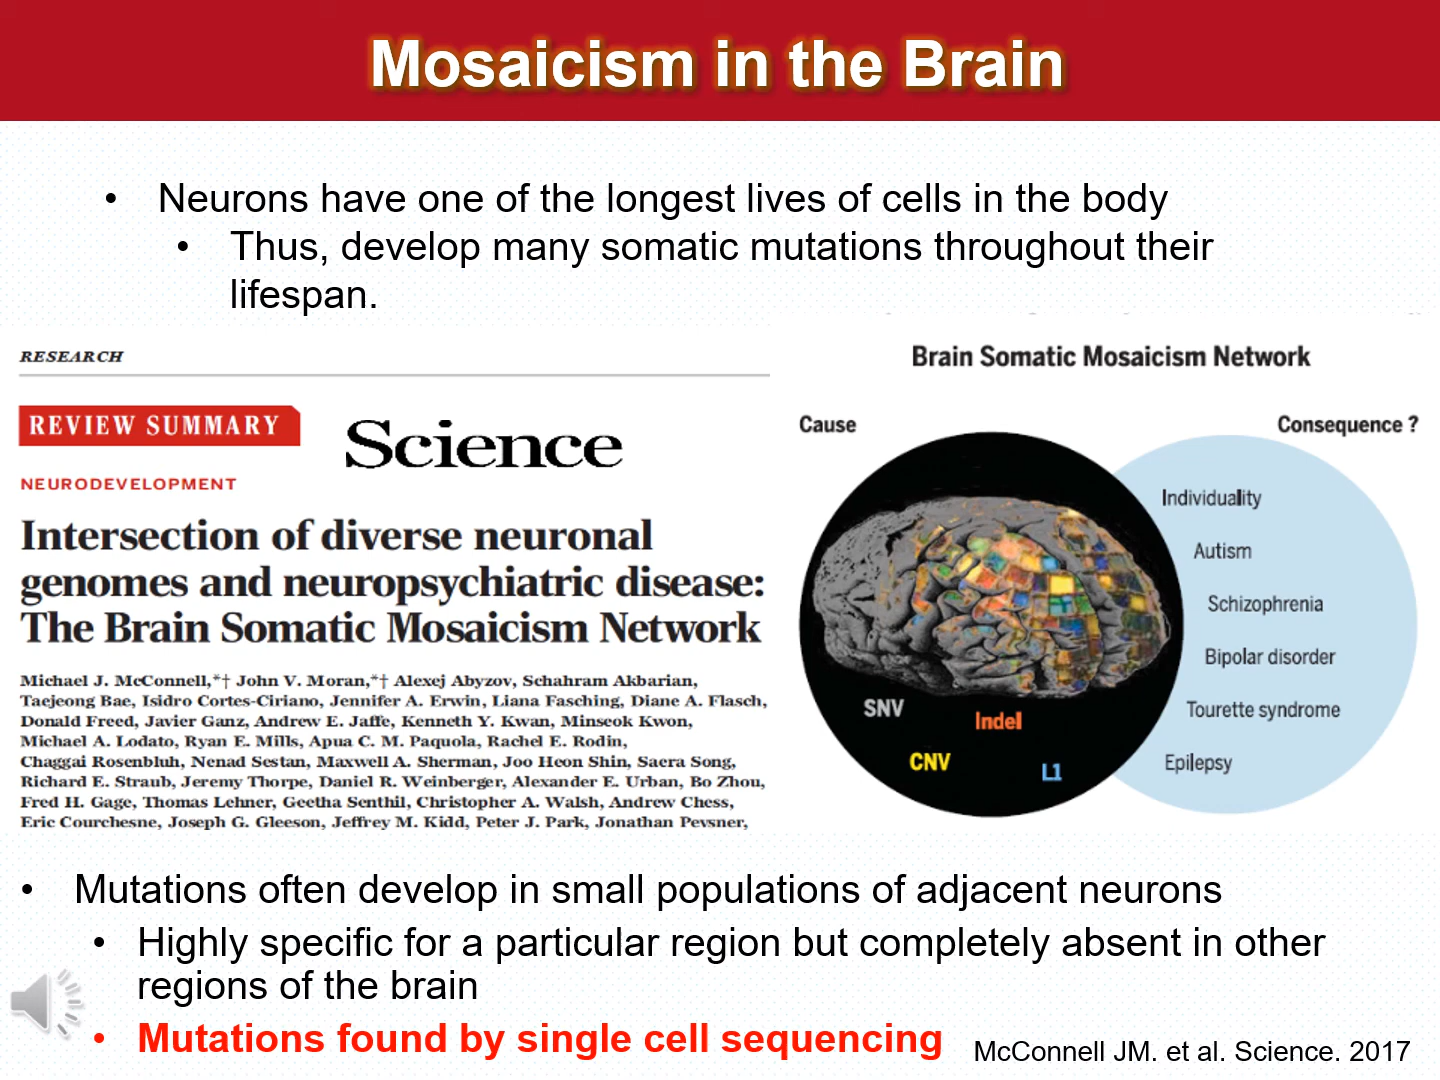 Mosaicism in the Brain
• Neurons have one of the longest lives of cells in the body
• Thus, develop many somatic mutations throughout their
lifespan.
RESEARCH
REVIEW SUMMARY
Science
NEURODEVELOPMENT
Intersection of diverse neuronal
genomes and neuropsychiatric disease:
The Brain Somatic Mosaicism Network
Michael J. McConnell,*† John V. Moran,*† Alexej Abyzov, Schahram Akbarian,
Taejeong Bae, Isidro Cortes-Ciriano, Jennifer A. Erwin, Liana Fasching, Diane A. Flasch,
Donald Freed, Javier Ganz, Andrew E. Jaffe, Kenneth Y. Kwan, Minseok Kwon,
Michael A. Lodato, Ryan E. Mills, Apua C. M. Paquola, Rachel E. Rodin,
Chaggai Rosenbluh, Nenad Sestan, Maxwell A. Sherman, Joo Heon Shin, Saera Song,
Richard E. Straub, Jeremy Thorpe, Daniel R. Weinberger, Alexander E. Urban, Bo Zhou,
Fred H. Gage, Thomas Lehner, Geetha Senthil, Christopher A. Walsh, Andrew Chess,
Eric Courchesne, Joseph G. Gleeson, Jeffrey M. Kidd, Peter J. Park, Jonathan Pevsner,
Brain Somatic Mosaicism Network
Cause
Consequence ?
Individuality
Autism
Schizophrenia
Bipolar disorder
Tourette syndrome
Epilepsy
SNV
Indel
CNV
L1
• Mutations often develop in small populations of adjacent neurons
• Highly specific for a particular region but completely absent in other
regions of the brain
• Mutations found by single cell sequencing
McConnell JM. et al. Science. 2017